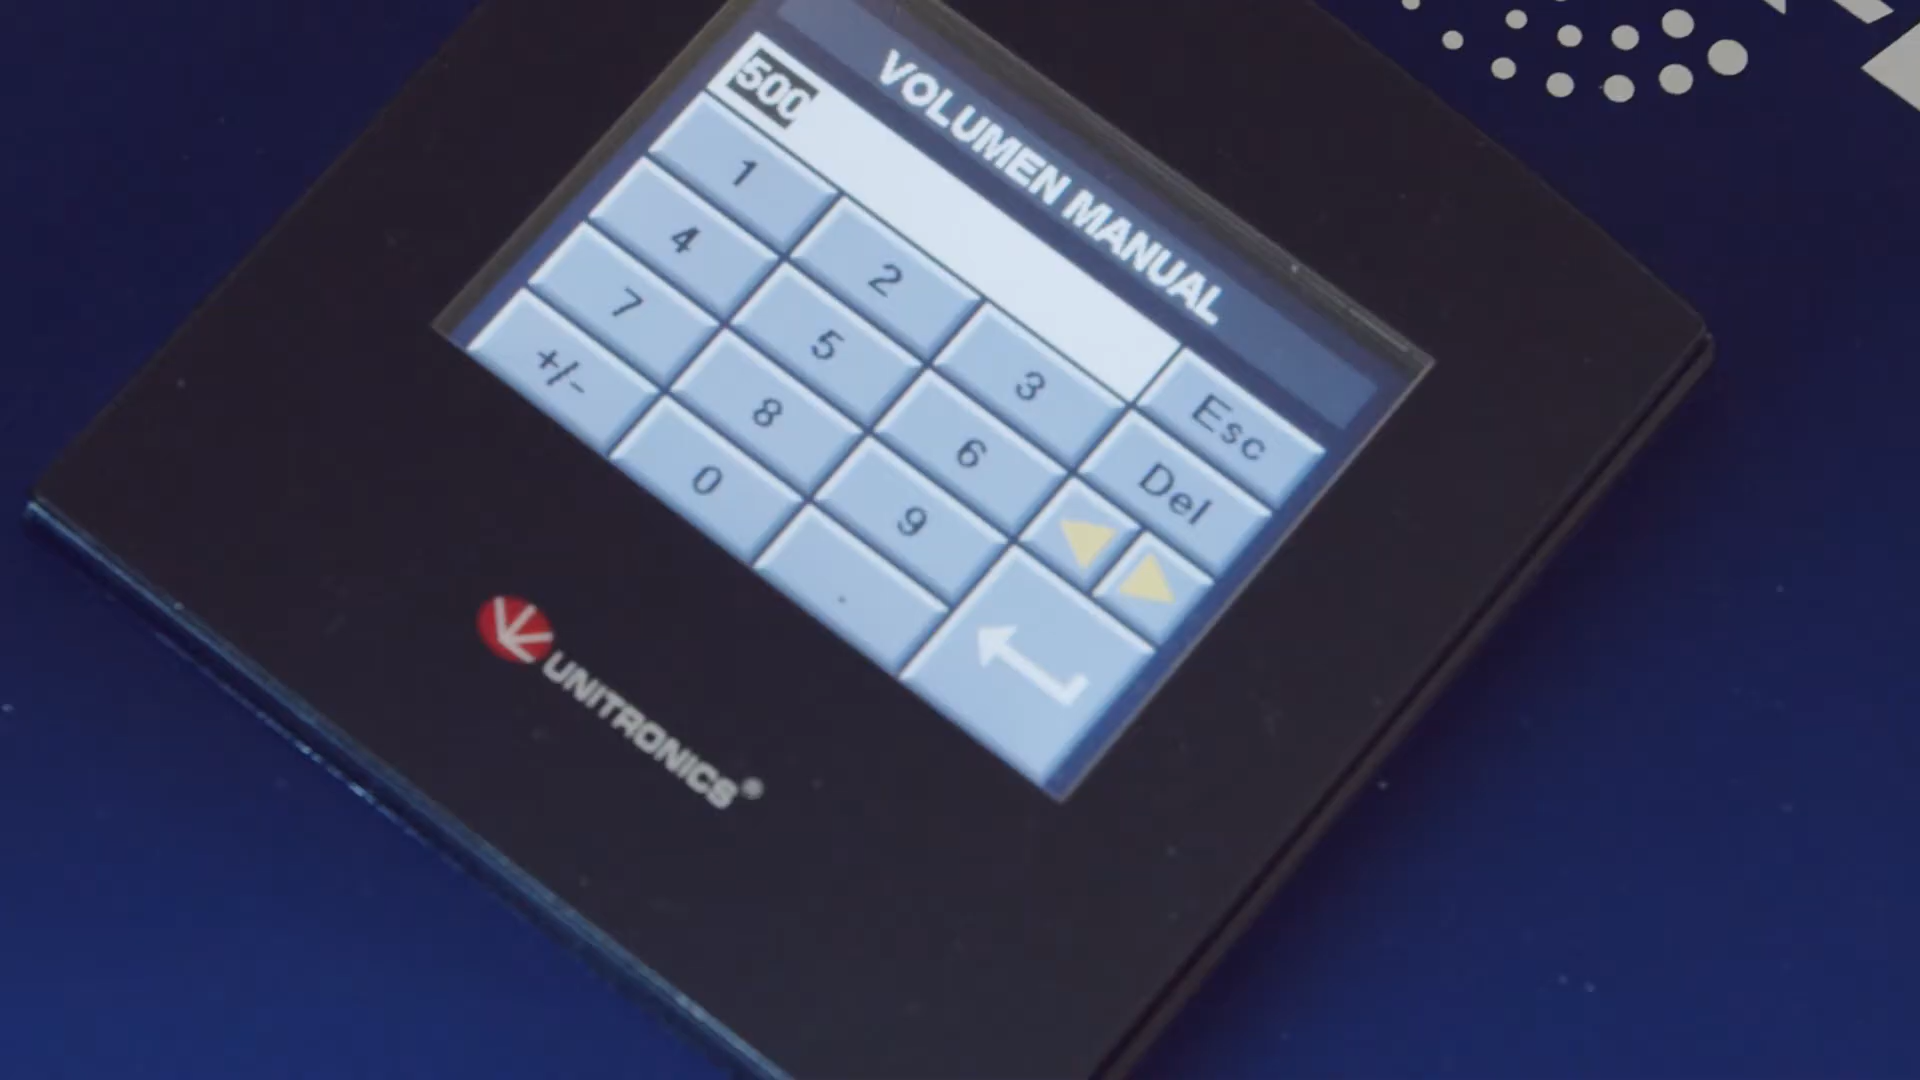 VOLUMEN MANUAL
500
1 2 3 Esc
4 5 6 Del
7 8 9
+/- 0 .
UNITRONICS®